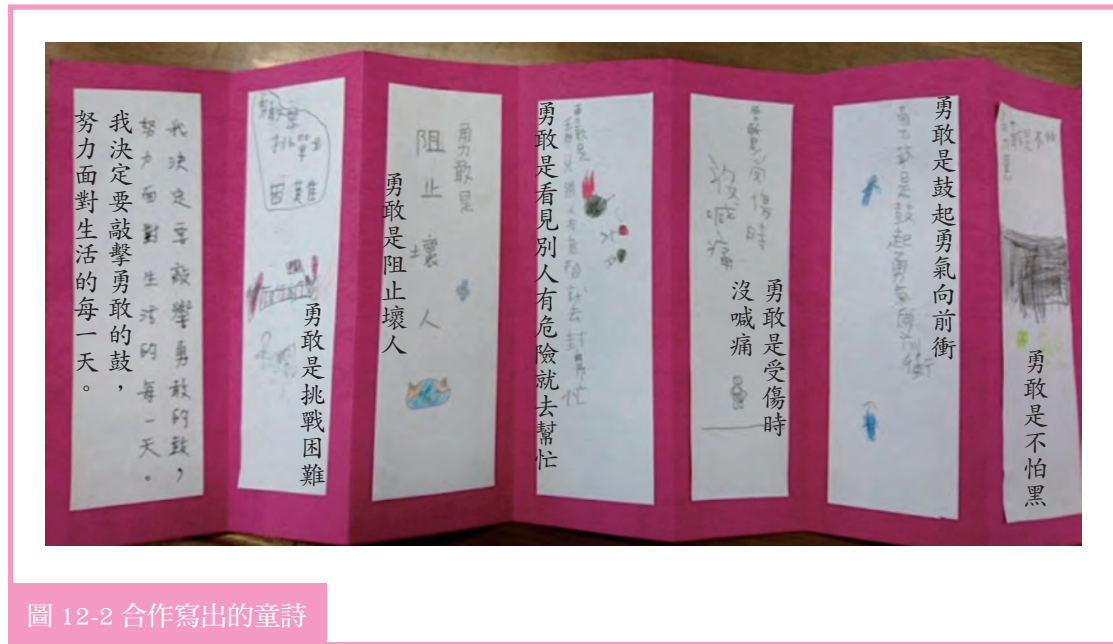 勇敢是不怕黑
勇敢是鼓起勇氣向前衝
勇敢是鼓起勇氣向前衝
勇敢是受傷時
沒喊痛
勇敢是受傷時
沒喊痛
勇敢是看見別人有危險就去幫忙
勇敢是
阻止壞人
勇敢是阻止壞人
挑戰
困難
勇敢是挑戰困難
我決定要敲擊勇敢的鼓，
努力面對生活的每一天。
我決定要敲擊勇敢的鼓，
努力面對生活的每一天。
圖 12-2 合作寫出的童詩